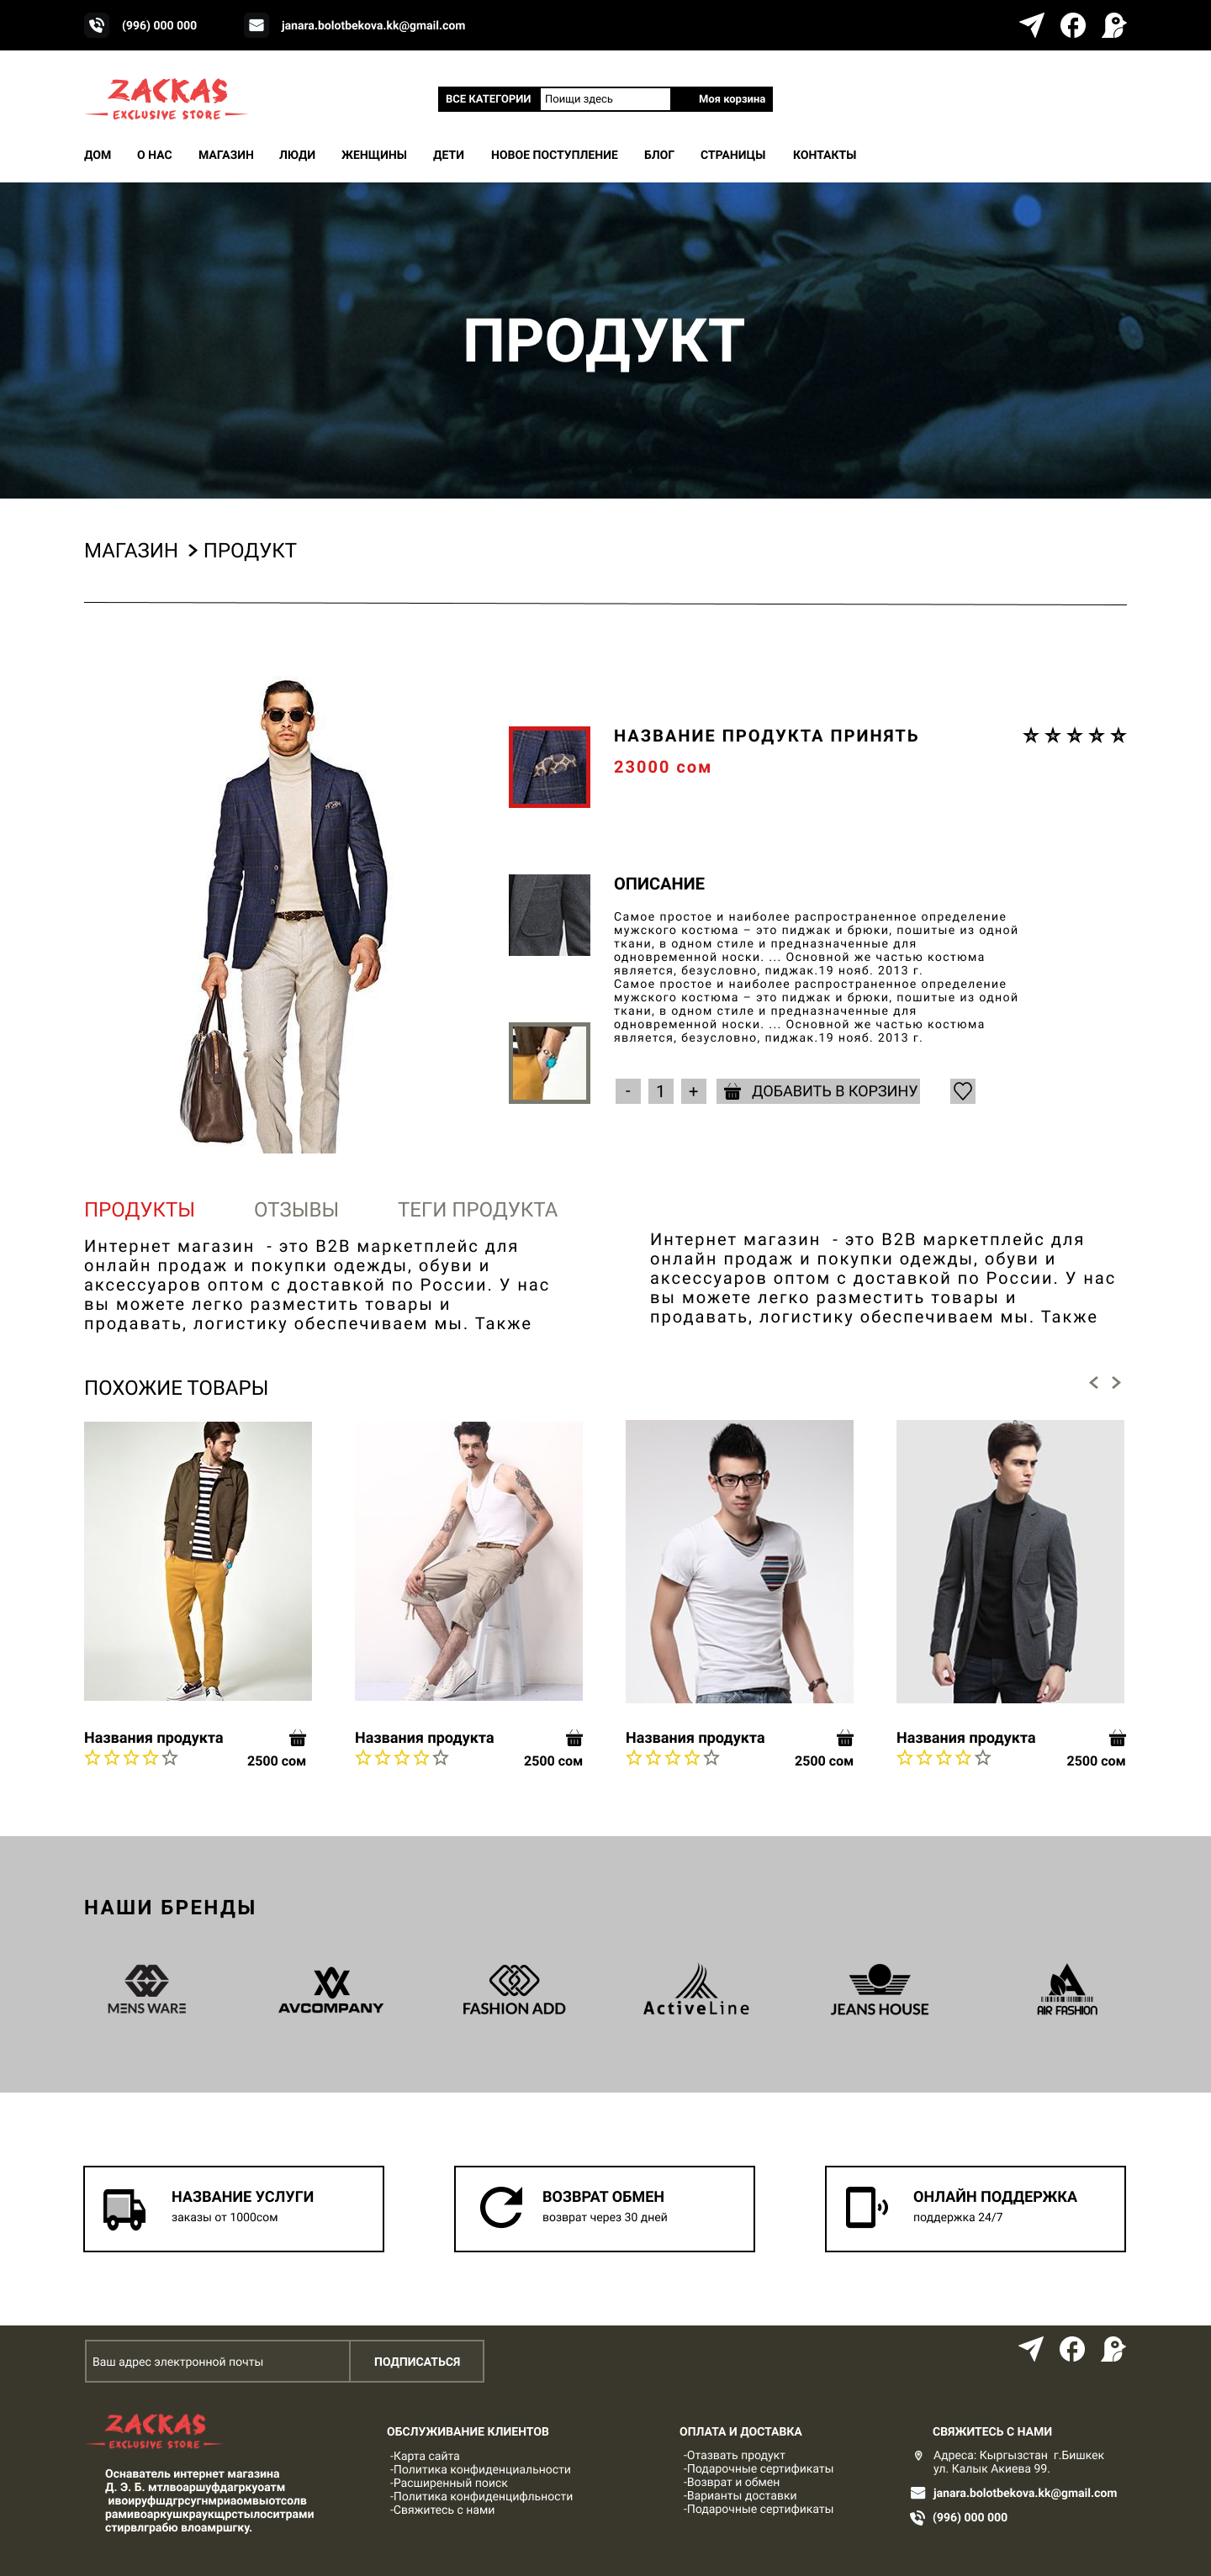 (996) 000 000
janara.bolotbekova.kk@gmail.com
ZACKAS
EXCLUSIVE STORE
ВСЕ КАТЕГОРИИ
Поищи здесь
Моя корзина
ДОМ О НАС МАГАЗИН ЛЮДИ ЖЕНЩИНЫ ДЕТИ НОВОЕ ПОСТУПЛЕНИЕ БЛОГ СТРАНИЦЫ КОНТАКТЫ
ПРОДУКТ
МАГАЗИН > ПРОДУКТ
НАЗВАНИЕ ПРОДУКТА ПРИНЯТЬ
23000 сом
ОПИСАНИЕ
Самое простое и наиболее распространенное определение
мужского костюма – это пиджак и брюки, пошитые из одной
ткани, в одном стиле и предназначенные для
одновременной носки. ... Основной же частью костюма
является, безусловно, пиджак.19 нояб. 2013 г.
Самое простое и наиболее распространенное определение
мужского костюма – это пиджак и брюки, пошитые из одной
ткани, в одном стиле и предназначенные для
одновременной носки. ... Основной же частью костюма
является, безусловно, пиджак.19 нояб. 2013 г.
- 1 + ДОБАВИТЬ В КОРЗИНУ
ПРОДУКТЫ ОТЗЫВЫ ТЕГИ ПРОДУКТА
Интернет магазин - это B2B маркетплейс для
онлайн продаж и покупки одежды, обуви и
аксессуаров оптом с доставкой по России. У нас
вы можете легко разместить товары и
продавать, логистику обеспечиваем мы. Также
Интернет магазин - это B2B маркетплейс для
онлайн продаж и покупки одежды, обуви и
аксессуаров оптом с доставкой по России. У нас
вы можете легко разместить товары и
продавать, логистику обеспечиваем мы. Также
ПОХОЖИЕ ТОВАРЫ
< >
Названия продукта
2500 сом
Названия продукта
2500 сом
Названия продукта
2500 сом
Названия продукта
2500 сом
НАШИ БРЕНДЫ
MENS WARE
AVCOMPANY
FASHION ADD
ActiveLine
JEANS HOUSE
AIR FASHION
НАЗВАНИЕ УСЛУГИ
заказы от 1000сом
ВОЗВРАТ ОБМЕН
возврат через 30 дней
ОНЛАЙН ПОДДЕРЖКА
поддержка 24/7
Ваш адрес электронной почты
ПОДПИСАТЬСЯ
ZACKAS
EXCLUSIVE STORE
Оснаватель интернет магазина
Д. Э. Б. мтлвоаршуфдагркуоатм
ивоируфшдгрсугнмриаомвыотсолв
рамивоаркушкраукщрстылоситрами
стирвлграбю влоамршгку.
ОБСЛУЖИВАНИЕ КЛИЕНТОВ
-Карта сайта
-Политика конфиденциальности
-Расширенный поиск
-Политика конфиденцифльности
-Свяжитесь с нами
ОПЛАТА И ДОСТАВКА
-Отазвать продукт
-Подарочные сертификаты
-Возврат и обмен
-Варианты доставки
-Подарочные сертификаты
СВЯЖИТЕСЬ С НАМИ
Адреса: Кыргызстан г.Бишкек
ул. Калык Акиева 99.
janara.bolotbekova.kk@gmail.com
(996) 000 000